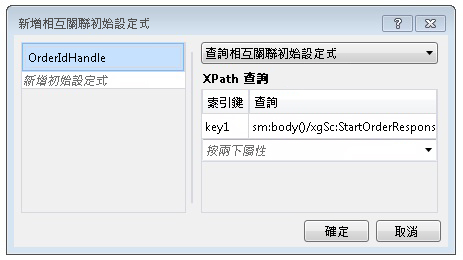 新增相互關聯初始設定式
OrderIdHandle
新增初始設定式
查詢相互關聯初始設定式
XPath 查詢
索引鍵 查詢
key1 sm:body()/xgSc:StartOrderRespons
按兩下屬性
確定 取消